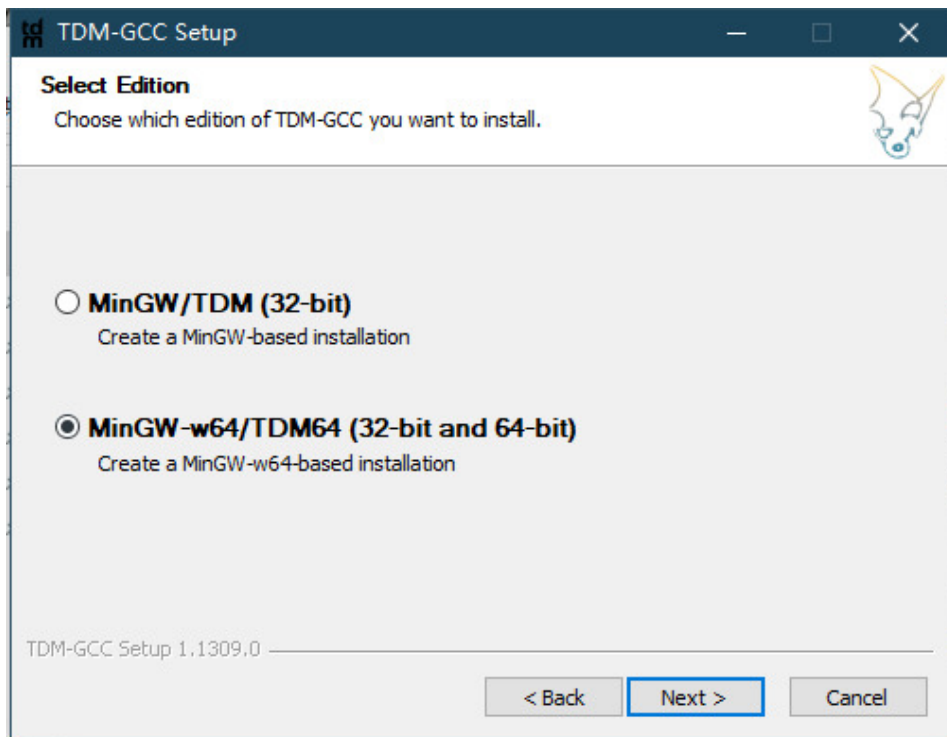 tdm TDM-GCC Setup
Select Edition
Choose which edition of TDM-GCC you want to install.
MinGW/TDM (32-bit)
Create a MinGW-based installation
MinGW-w64/TDM64 (32-bit and 64-bit)
Create a MinGW-w64-based installation
TDM-GCC Setup 1.1309.0
< Back Next > Cancel